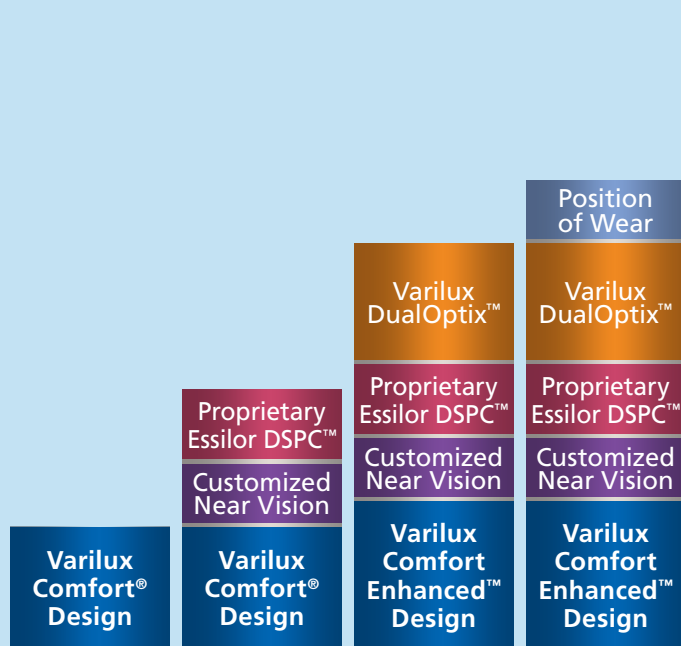 Varilux
Comfort®
Design
Proprietary
Essilor DSPC™
Customized
Near Vision
Varilux
Comfort®
Design
Varilux
DualOptix™
Proprietary
Essilor DSPC™
Customized
Near Vision
Varilux
Comfort
Enhanced™
Design
Position
of Wear
Varilux
DualOptix™
Proprietary
Essilor DSPC™
Customized
Near Vision
Varilux
Comfort
Enhanced™
Design